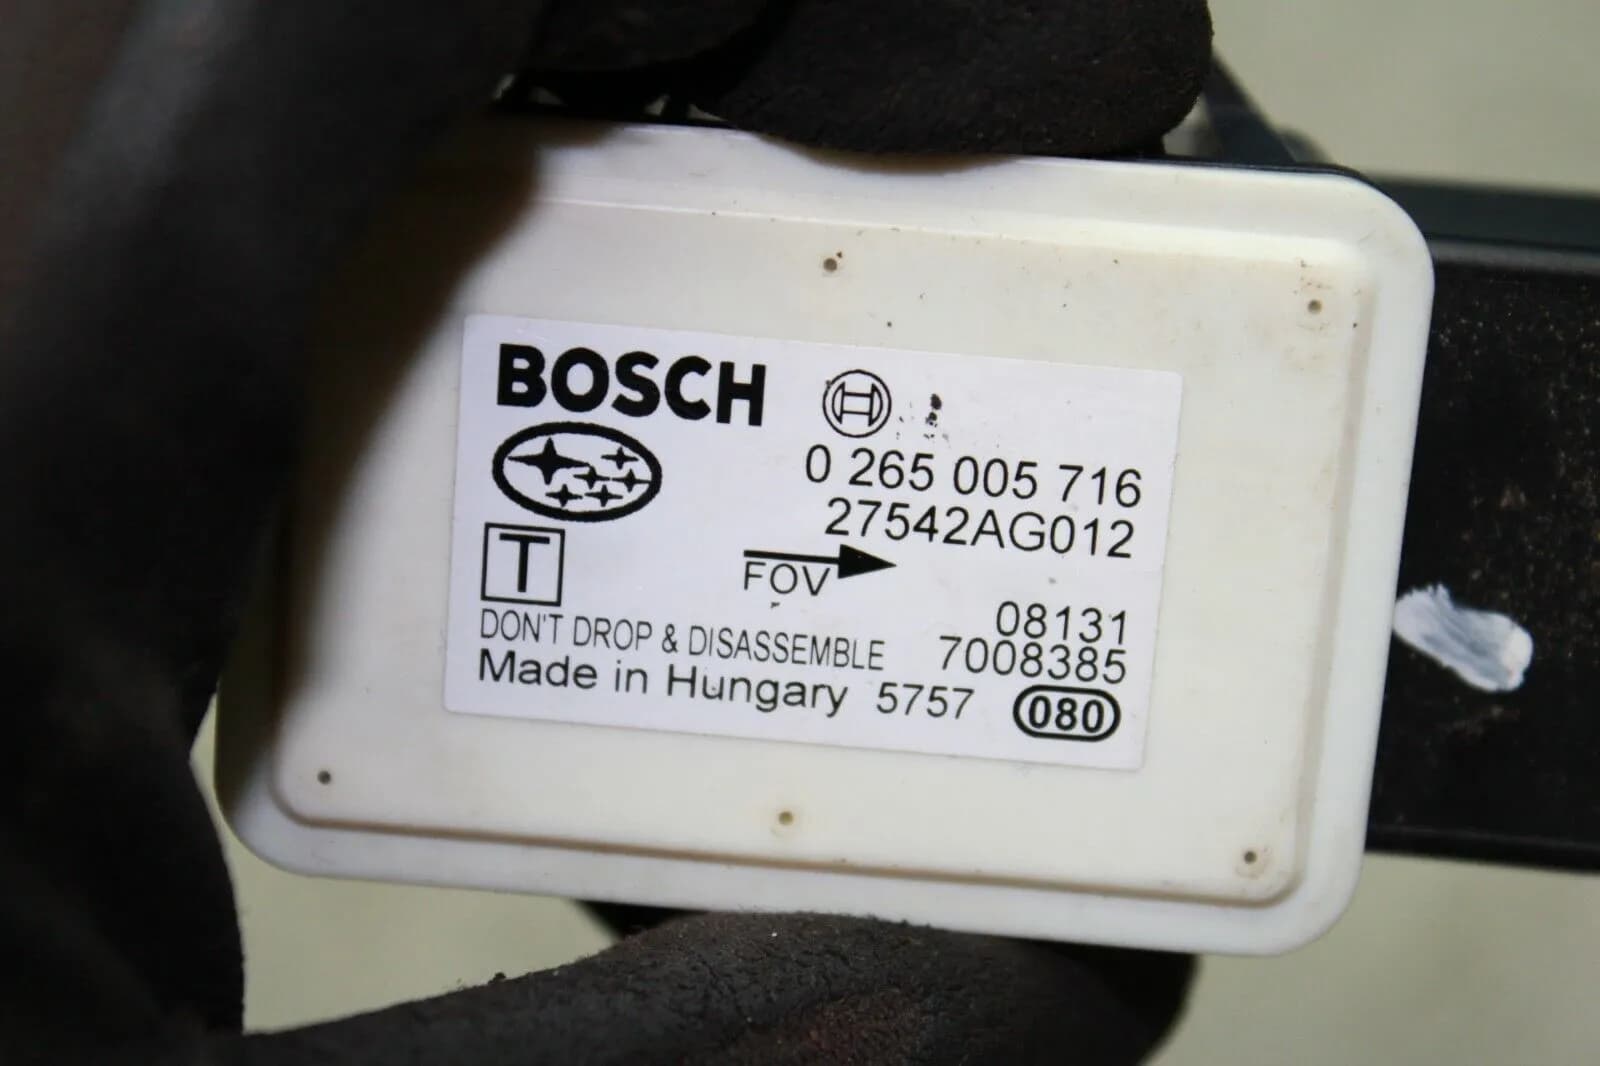 BOSCH
0 265 005 716
27542AG012
T
FOV
08131
DON'T DROP & DISASSEMBLE 7008385
Made in Hungary 5757 080